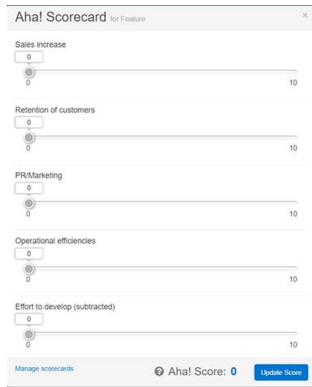 Aha! Scorecard for Feature ×
Sales increase
0
0 10
Retention of customers
0
0 10
PR/Marketing
0
0 10
Operational efficiencies
0
0 10
Effort to develop (subtracted)
0
0 10
Manage scorecards ? Aha! Score: 0 Update Score